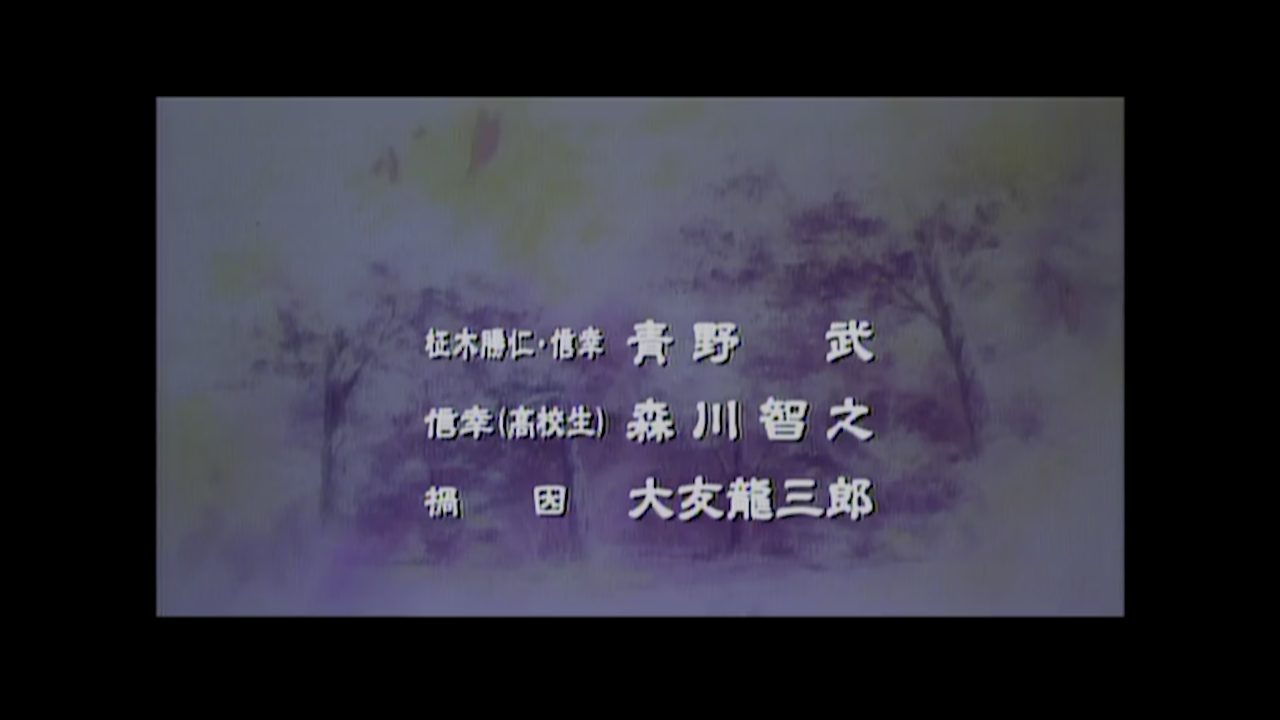 柾木勝仁・信幸 青野 武
信幸(高校生) 森川智之
禍 因 大友龍三郎